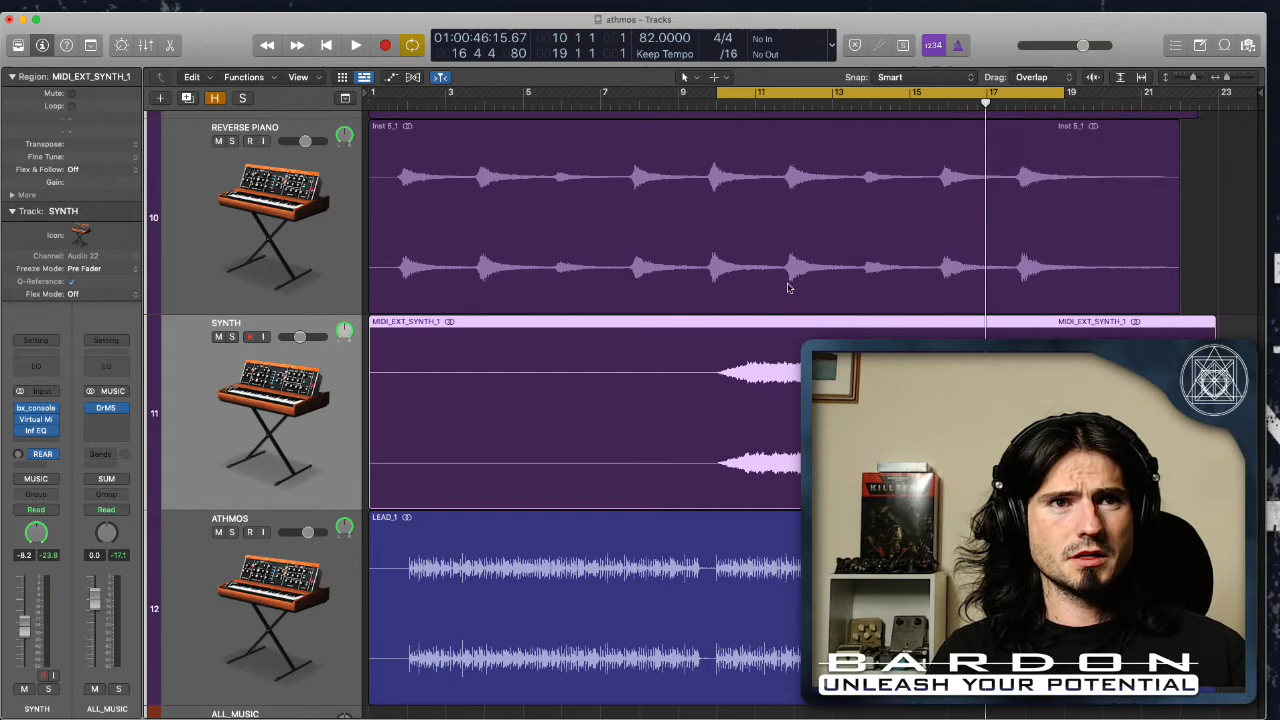 athmos - Tracks
Region: MIDI_EXT_SYNTH_1
Mute:
Loop:
Transpose:
Fine Tune:
Flex & Follow: Off
Gain:
More
Track: SYNTH
Icon:
Channel: Audio 22
Freeze Mode: Pre Fader
Q-Reference:
Flex Mode: Off
01:00:46:15.67
16 4 4 80
10 1 1 1
19 1 1 1
82.0000
Keep Tempo
4/4
/16
No In
No Out
1234
Edit
Functions
View
Snap: Smart
Drag: Overlap
H
S
1 3 5 7 9 11 13 15 17 19 21 23
10
REVERSE PIANO
M S R I
Inst 5_1
Inst 5_1
11
SYNTH
M S R I
MIDI_EXT_SYNTH_1
MIDI_EXT_SYNTH_1
12
ATHMOS
M S R I
LEAD_1
ALL_MUSIC
Setting
EQ
Input
bx_console
Virtual Mi
Inf EQ
REAR
MUSIC
Group
Read
-8.2 -23.8
R I
M S
SYNTH
Setting
EQ
MUSIC
DrMS
Sends
SUM
Group
Read
0.0 -17.1
M S
ALL_MUSIC
KILL TEAM
BARDON
UNLEASH YOUR POTENTIAL